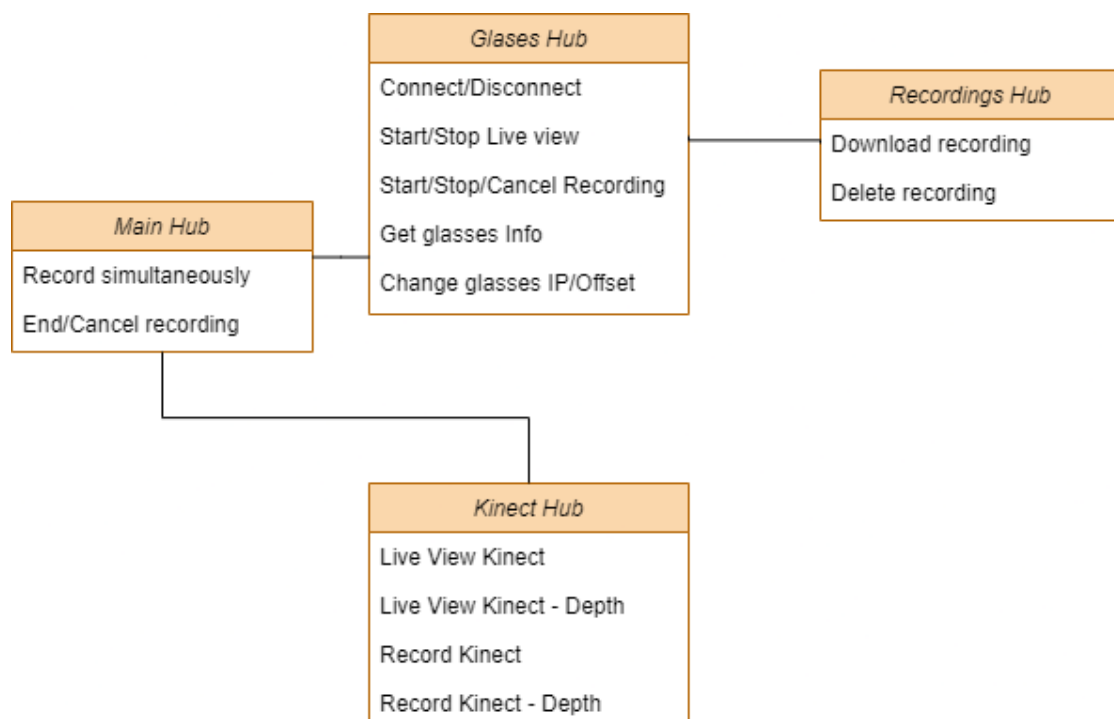 Glases Hub
Connect/Disconnect
Start/Stop Live view
Start/Stop/Cancel Recording
Get glasses Info
Change glasses IP/Offset
Recordings Hub
Download recording
Delete recording
Main Hub
Record simultaneously
End/Cancel recording
Kinect Hub
Live View Kinect
Live View Kinect - Depth
Record Kinect
Record Kinect - Depth